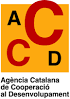 A C
C D
Agència Catalana
de Cooperació
al Desenvolupament